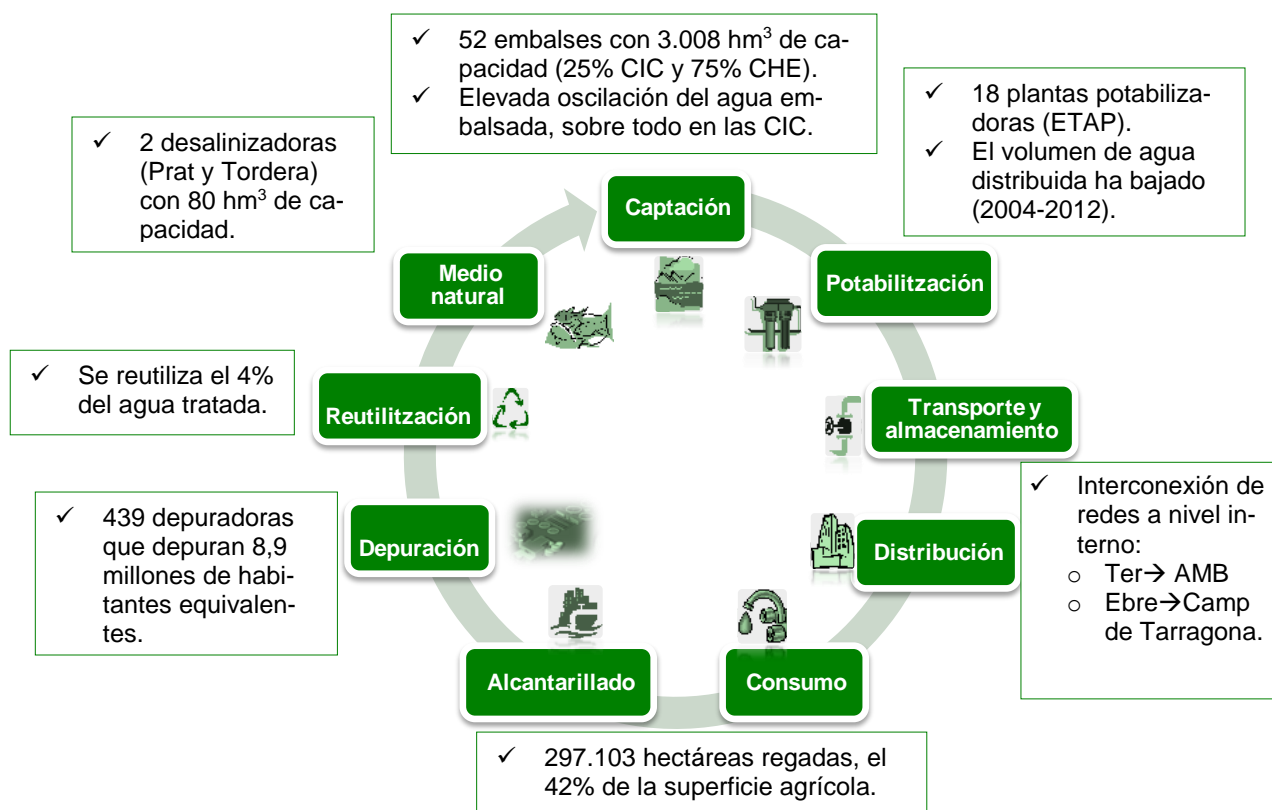 ✓ 52 embalses con 3.008 hm³ de ca-
pacidad (25% CIC y 75% CHE).
✓ Elevada oscilación del agua em-
balsada, sobre todo en las CIC.
✓ 18 plantas potabiliza-
doras (ETAP).
✓ El volumen de agua
distribuida ha bajado
(2004-2012).
✓ 2 desalinizadoras
(Prat y Tordera)
con 80 hm³ de ca-
pacidad.
Captación
Medio
natural
Potabilitzación
✓ Se reutiliza el 4%
del agua tratada.
Reutilitzación
Transporte y
almacenamiento
✓ Interconexión de
redes a nivel in-
terno:
o Ter→ AMB
o Ebre→Camp
de Tarragona.
✓ 439 depuradoras
que depuran 8,9
millones de habi-
tantes equivalen-
tes.
Depuración
Distribución
Alcantarillado
Consumo
✓ 297.103 hectáreas regadas, el
42% de la superficie agrícola.